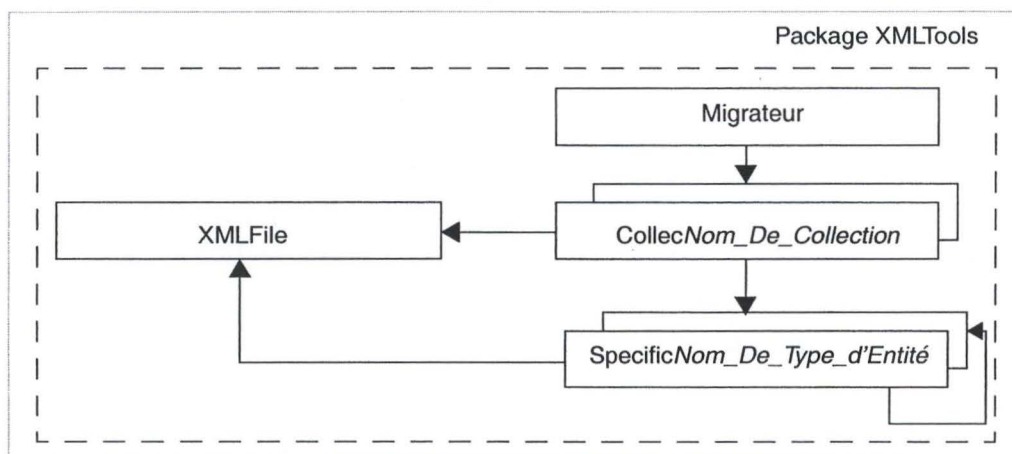 Package XMLTools
Migrateur
XMLFile
CollecNom_De_Collection
SpecificNom_De_Type_d'Entité